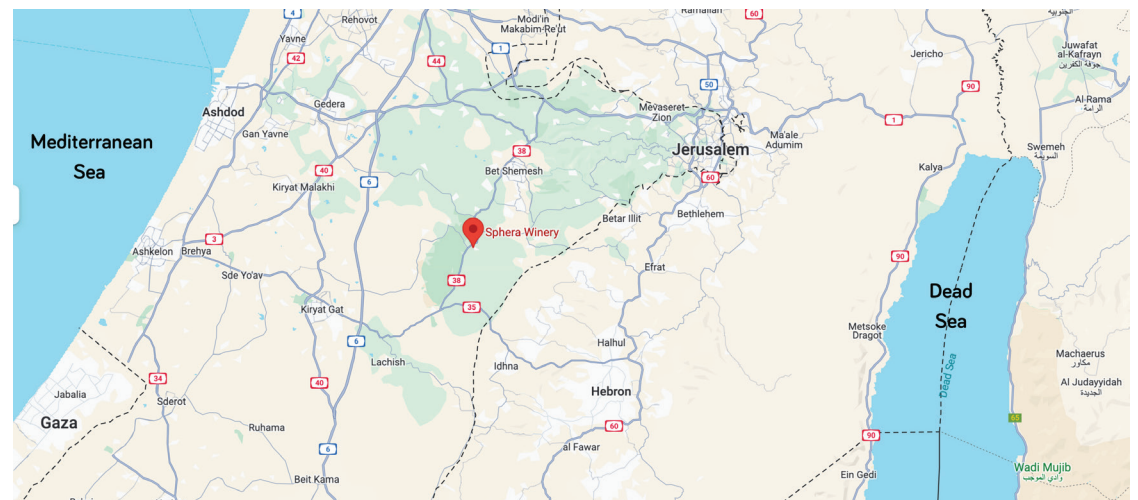 4
Rehovot
Modi'in
Makabim-Re'ut
Ramallah
60
الجنوبية
Yavne
42
44
1
Jericho
Juwafat
al-Kafrayn
جوفة الكفرين
90
50
Ashdod
Gedera
Mevaseret
Zion
Al Rama
الرامة
Gan Yavne
1
Ma'ale
Adumim
Mediterranean
Sea
38
Jerusalem
Swemeh
السويمة
40
Bet Shemesh
Kalya
Kiryat Malakhi
6
60
Betar Illit
Bethlehem
Sphera Winery
3
Ashkelon
Brehya
90
Efrat
Sde Yo'av
38
Dead
Sea
Kiryat Gat
35
Metsoke
Dragot
6
Halhul
Machaerus
مكاور
Lachish
Idhna
Dead Sea
34
40
Hebron
Al Judayyidah
الجديدة
Jabalia
Sderot
65
Gaza
Ruhama
60
90
6
al Fawar
Wadi Mujib
وادي الموجب
Beit Kama
Ein Gedi